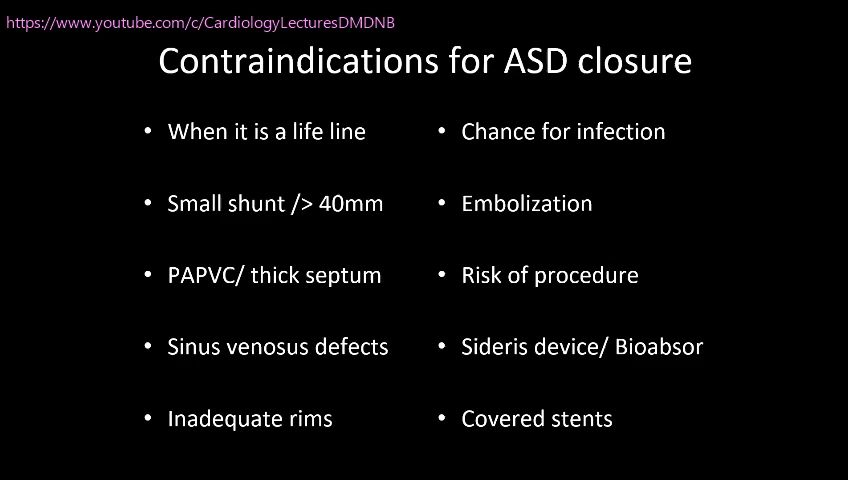 https://www.youtube.com/c/CardiologyLecturesDMDNB
Contraindications for ASD closure
• When it is a life line
• Small shunt /> 40mm
• PAPVC/ thick septum
• Sinus venosus defects
• Inadequate rims
• Chance for infection
• Embolization
• Risk of procedure
• Sideris device/ Bioabsor
• Covered stents